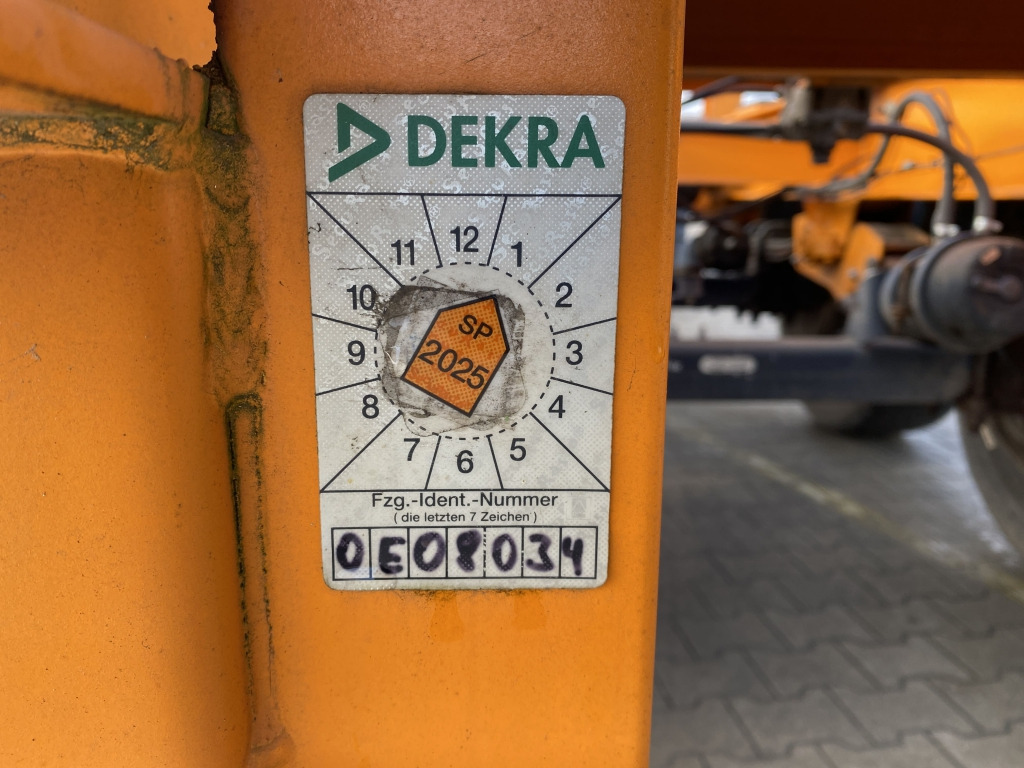 DEKRA
12
11 1
10 2
9 3
8 4
7 5
6
SP
2025
Fzg.-Ident.-Nummer
( die letzten 7 Zeichen )
0E08034